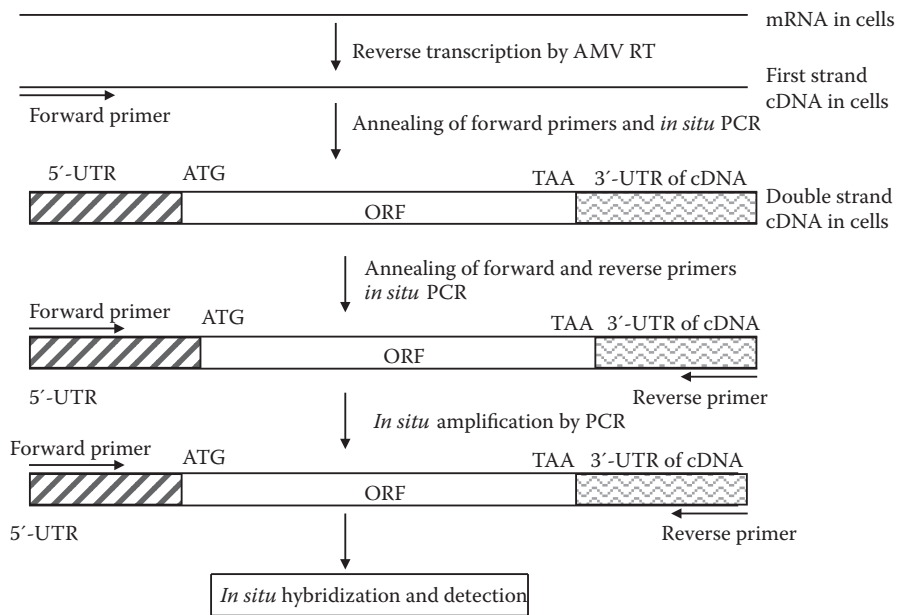 mRNA in cells
Reverse transcription by AMV RT
First strand
cDNA in cells
Forward primer
Annealing of forward primers and in situ PCR
5´-UTR
ATG
TAA
3´-UTR of cDNA
ORF
Double strand
cDNA in cells
Annealing of forward and reverse primers
in situ PCR
Forward primer
ATG
TAA
3´-UTR of cDNA
ORF
5´-UTR
Reverse primer
In situ amplification by PCR
Forward primer
ATG
TAA
3´-UTR of cDNA
ORF
5´-UTR
Reverse primer
In situ hybridization and detection